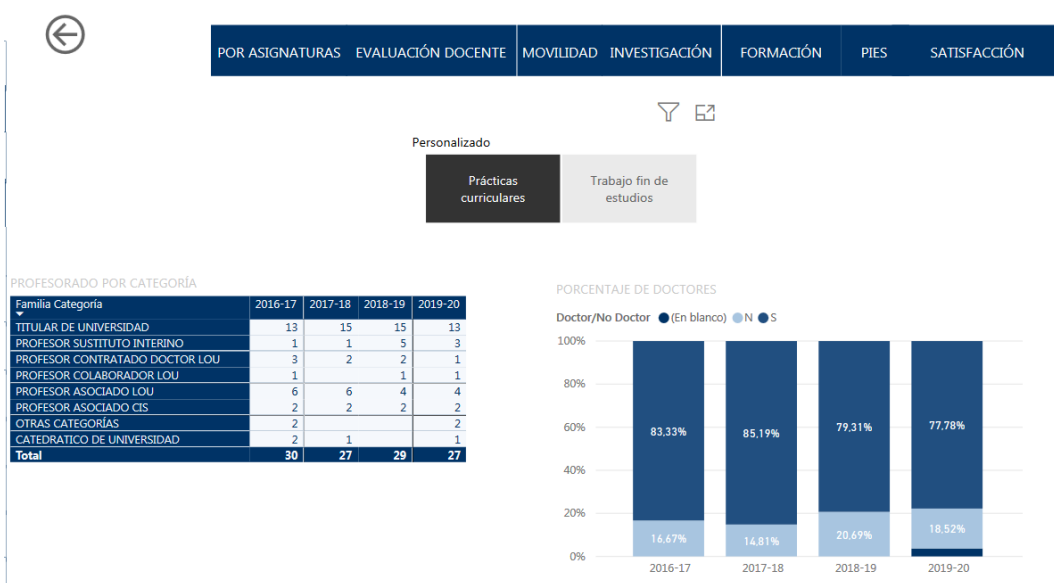 POR ASIGNATURAS EVALUACIÓN DOCENTE MOVILIDAD INVESTIGACIÓN FORMACIÓN PIES SATISFACCIÓN
Personalizado
Prácticas
curriculares
Trabajo fin de
estudios
PROFESORADO POR CATEGORÍA
Familia Categoría 2016-17 2017-18 2018-19 2019-20
TITULAR DE UNIVERSIDAD 13 15 15 13
PROFESOR SUSTITUTO INTERINO 1 1 5 3
PROFESOR CONTRATADO DOCTOR LOU 3 2 2 1
PROFESOR COLABORADOR LOU 1 1 1
PROFESOR ASOCIADO LOU 6 6 4 4
PROFESOR ASOCIADO CIS 2 2 2 2
OTRAS CATEGORÍAS 2 2
CATEDRATICO DE UNIVERSIDAD 2 1 1
Total 30 27 29 27
PORCENTAJE DE DOCTORES
Doctor/No Doctor (En blanco) N S
100%
80%
60%
40%
20%
0%
83,33% 85,19% 79,31% 77,78%
16,67% 14,81% 20,69% 18,52%
2016-17 2017-18 2018-19 2019-20